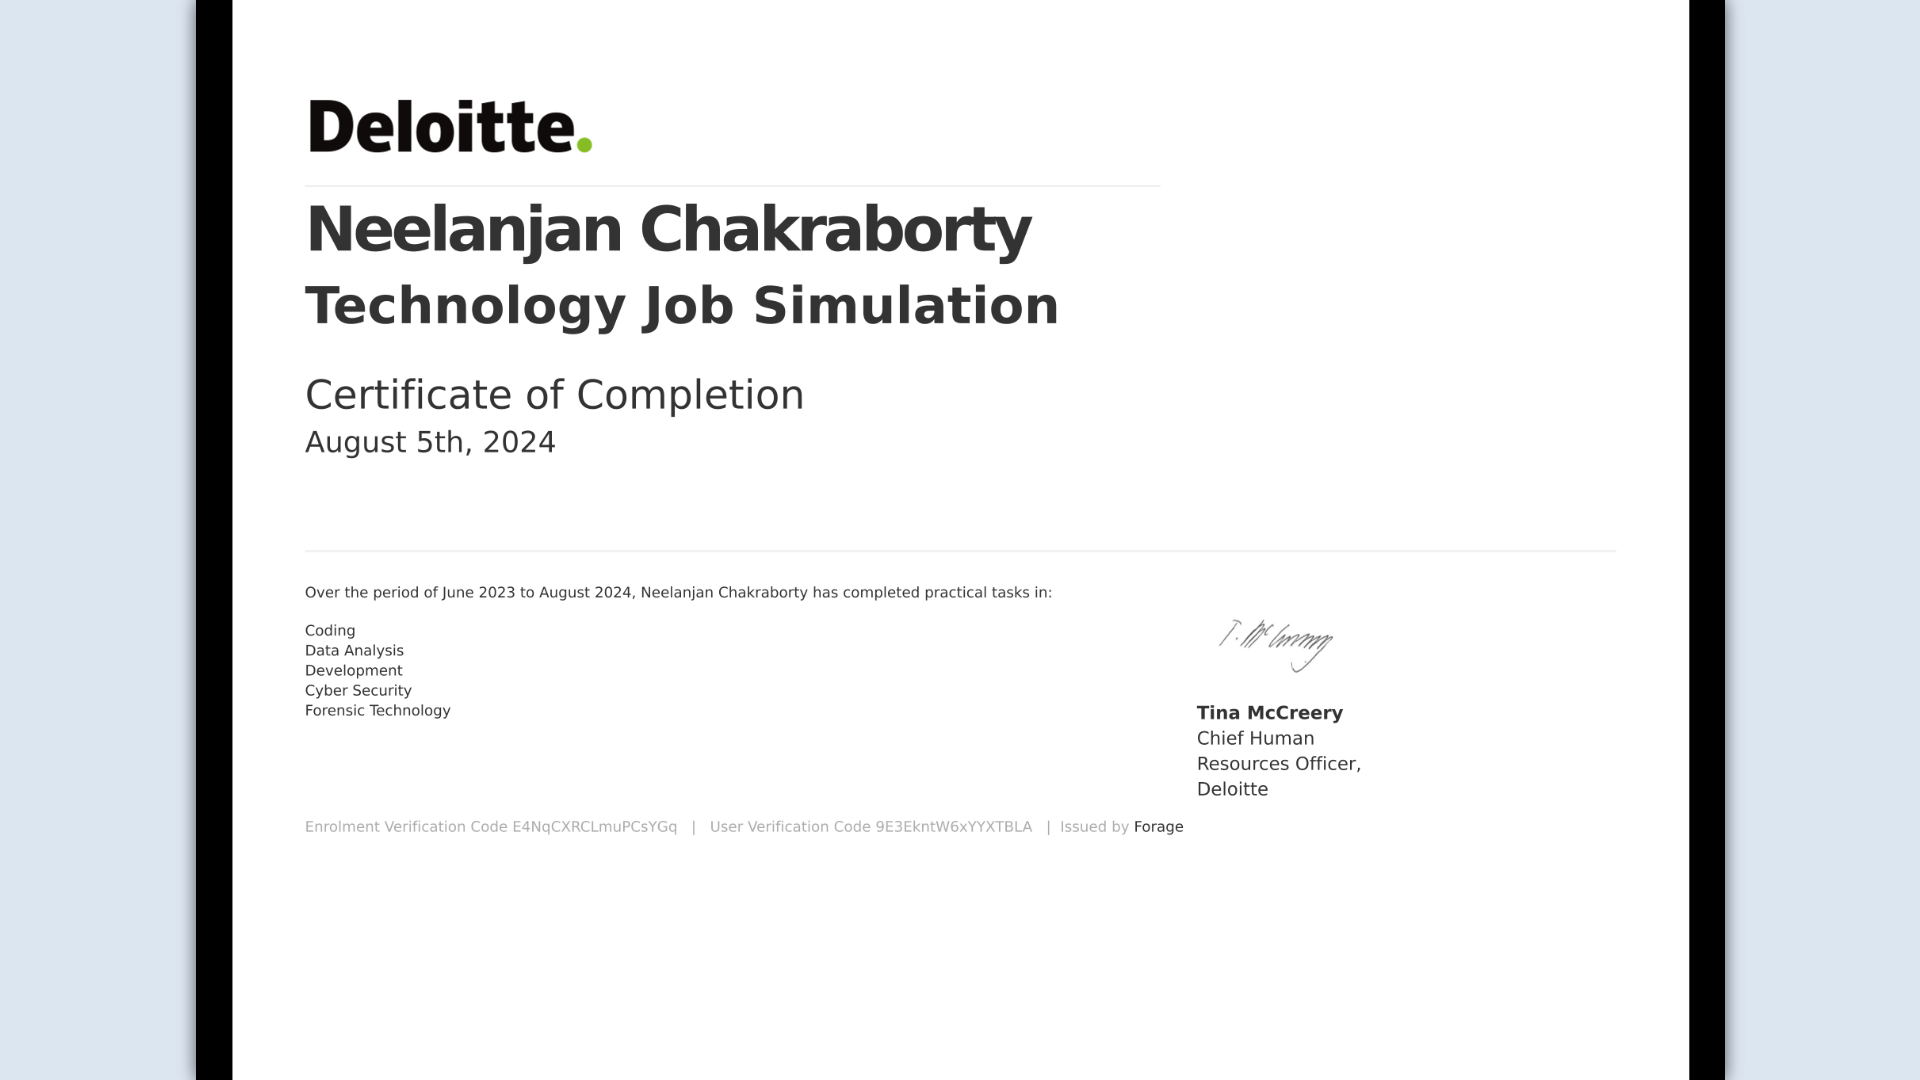 Deloitte.
Neelanjan Chakraborty
Technology Job Simulation
Certificate of Completion
August 5th, 2024
Over the period of June 2023 to August 2024, Neelanjan Chakraborty has completed practical tasks in:
Coding
Data Analysis
Development
Cyber Security
Forensic Technology
T. McCreery
Tina McCreery
Chief Human
Resources Officer,
Deloitte
Enrolment Verification Code E4NqCXRCLmuPCsYGq | User Verification Code 9E3EkntW6xYYXTBLA | Issued by Forage